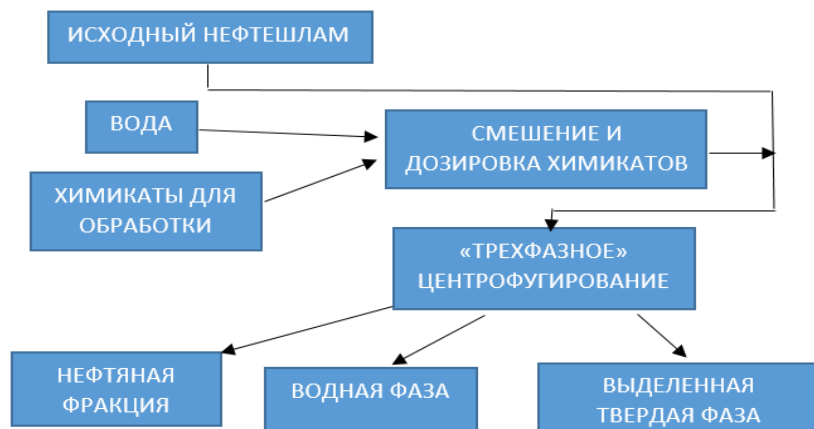 ИСХОДНЫЙ НЕФТЕШЛАМ
ВОДА
ХИМИКАТЫ ДЛЯ
ОБРАБОТКИ
СМЕШЕНИЕ И
ДОЗИРОВКА ХИМИКАТОВ
«ТРЕХФАЗНОЕ»
ЦЕНТРОФУГИРОВАНИЕ
НЕФТЯНАЯ
ФРАКЦИЯ
ВОДНАЯ ФАЗА
ВЫДЕЛЕННАЯ
ТВЕРДАЯ ФАЗА